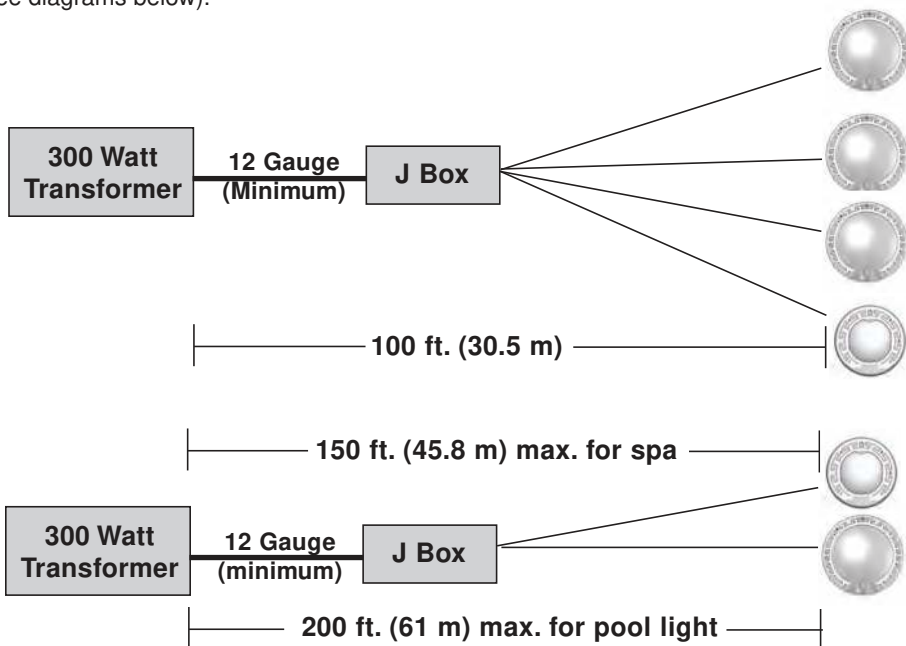 ee diagrams below).
300 Watt
Transformer
12 Gauge
(Minimum)
J Box
100 ft. (30.5 m)
150 ft. (45.8 m) max. for spa
300 Watt
Transformer
12 Gauge
(minimum)
J Box
200 ft. (61 m) max. for pool light